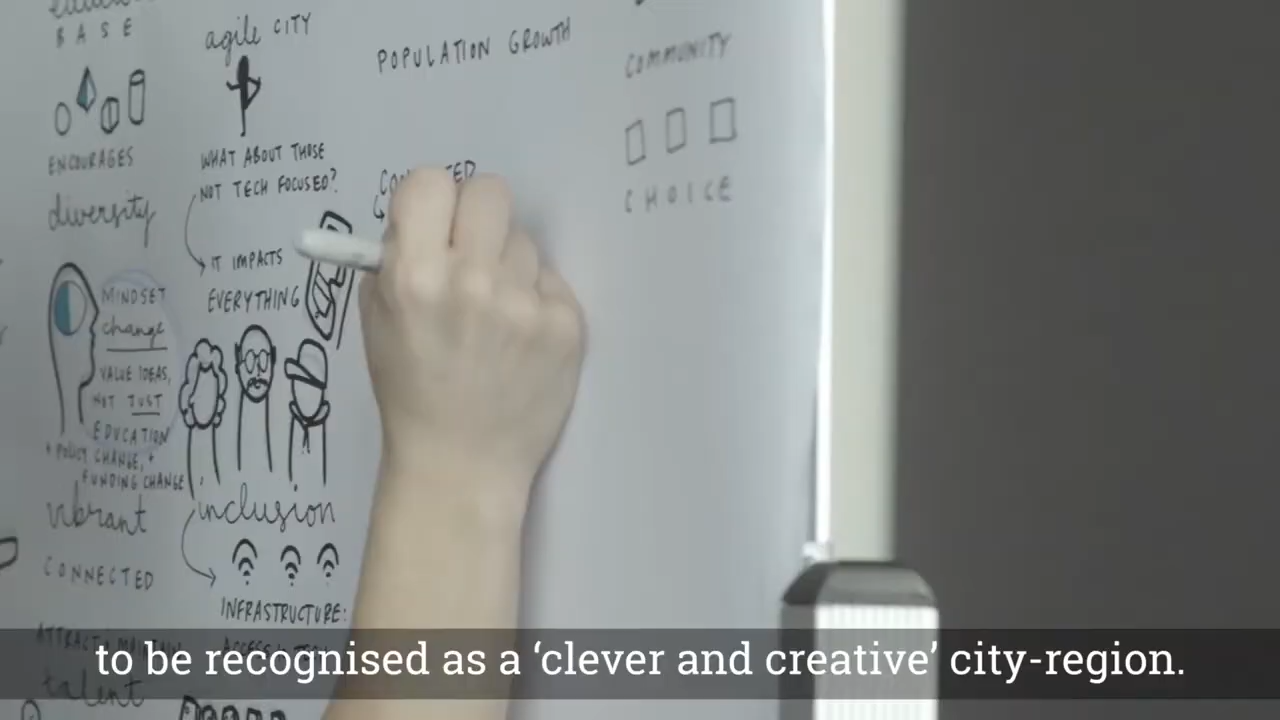 BASE
ENCOURAGES
diversity
MINDSET
change
VALUE IDEAS,
NOT JUST
EDUCATION
+ POLICY CHANGE, +
FUNDING CHANGE
vibrant
CONNECTED
ATTRACT + MAINTAIN
talent
agile CITY
WHAT ABOUT THOSE
NOT TECH FOCUSED?
IT IMPACTS
EVERYTHING
inclusion
INFRASTRUCTURE:
POPULATION GROWTH
COMMUNITY
CHOICE
to be recognised as a ‘clever and creative’ city-region.